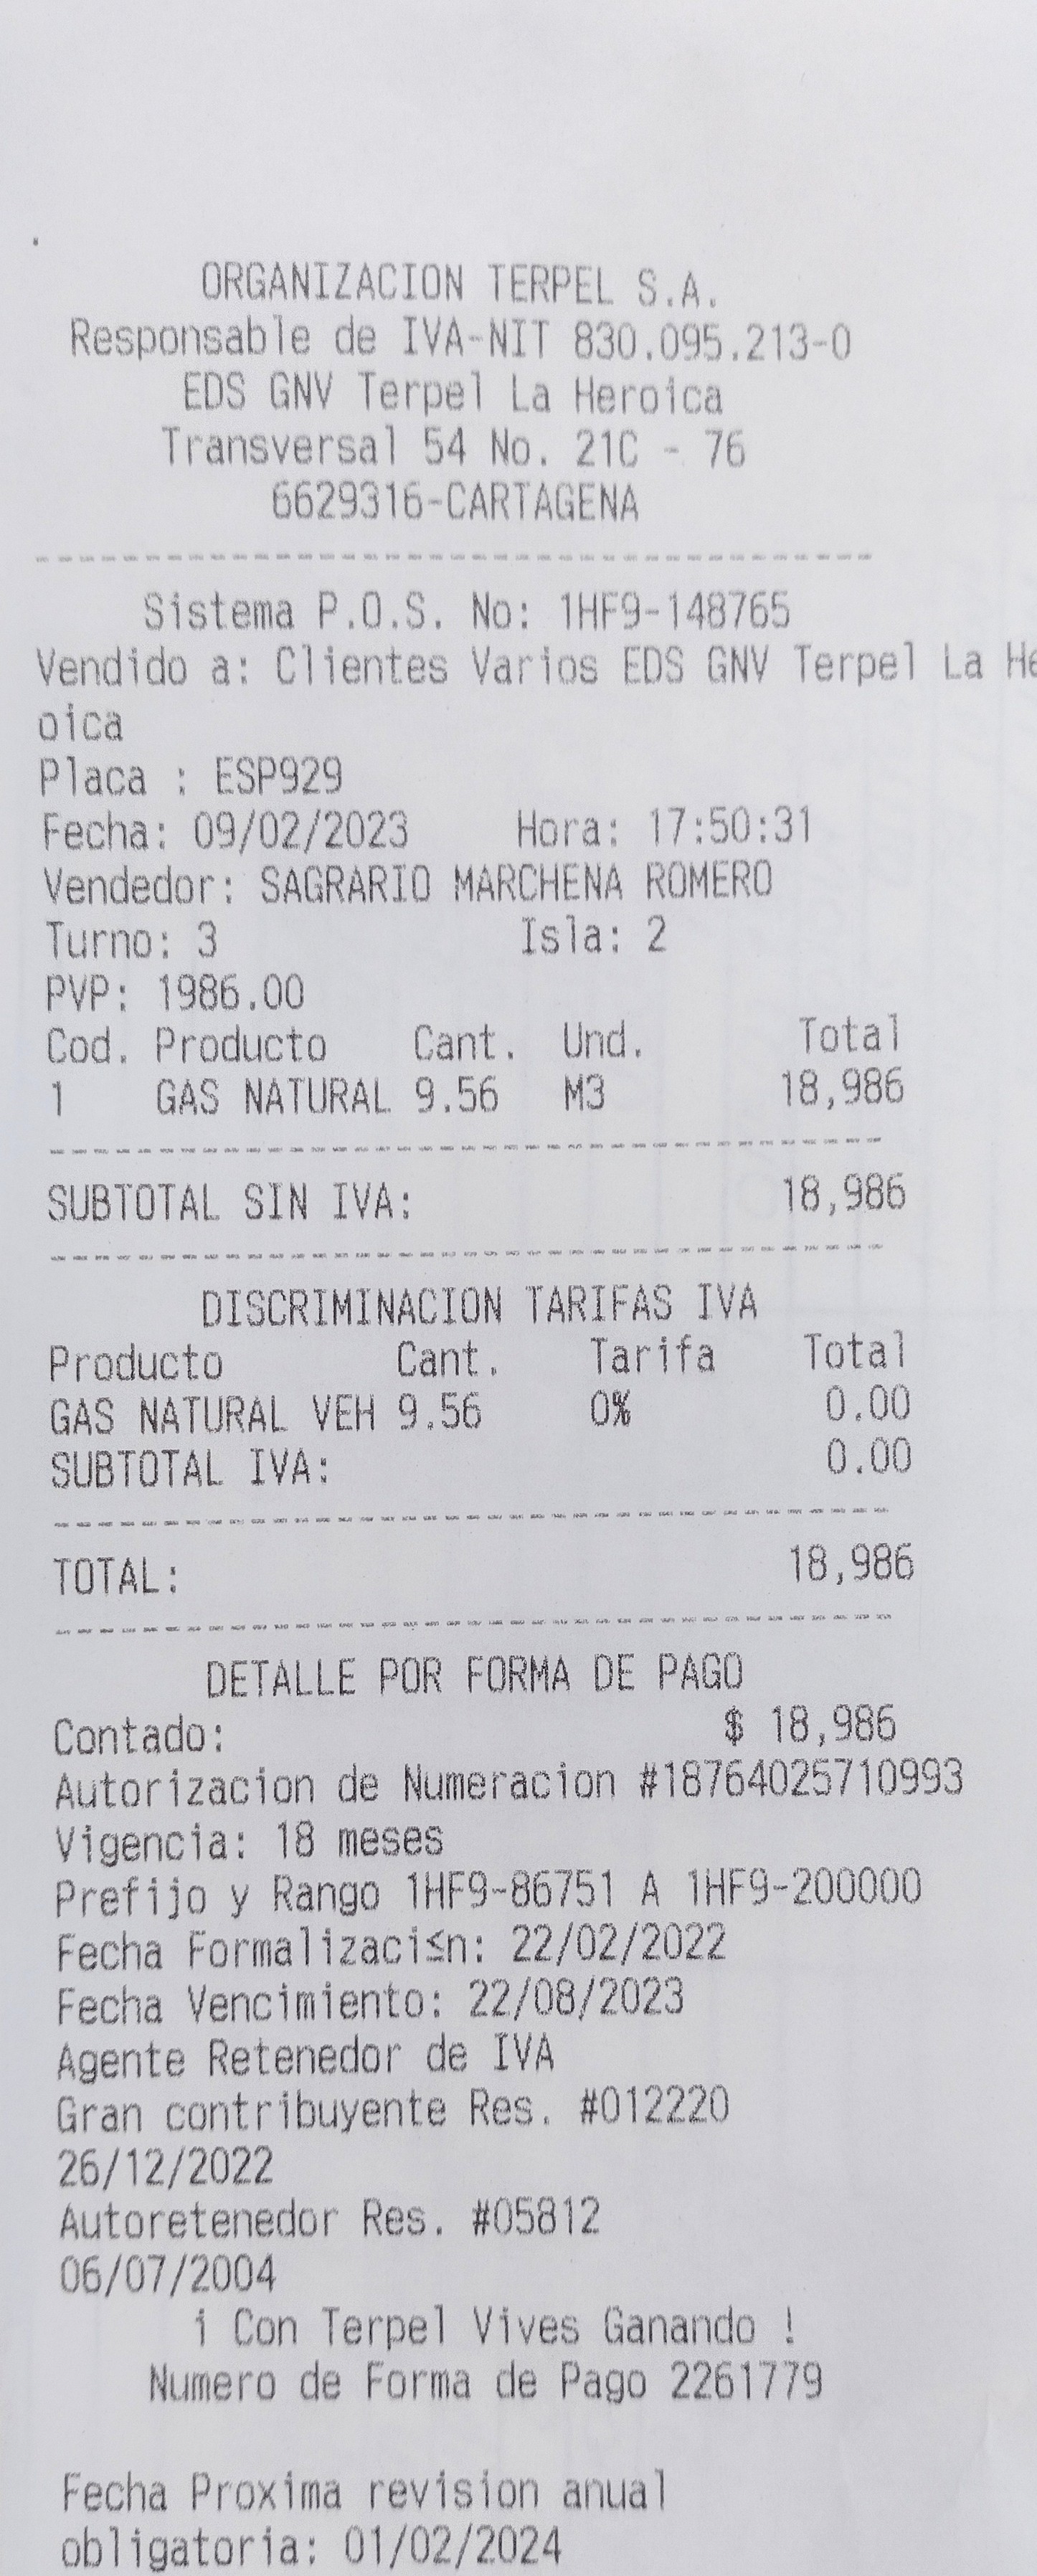 ORGANIZACION TERPEL S.A.
Responsable de IVA-NIT 830.095.213-0
EDS GNV Terpel La Heroica
Transversal 54 No. 21C - 76
6629316-CARTAGENA
Sistema P.O.S. No: 1HF9-148765
Vendido a: Clientes Varios EDS GNV Terpel La He
oica
Placa : ESP929
Fecha: 09/02/2023 Hora: 17:50:31
Vendedor: SAGRARIO MARCHENA ROMERO
Turno: 3 Isla: 2
PVP: 1986.00
Cod. Producto Cant. Und. Total
1 GAS NATURAL 9.56 M3 18,986
SUBTOTAL SIN IVA: 18,986
DISCRIMINACION TARIFAS IVA
Producto Cant. Tarifa Total
GAS NATURAL VEH 9.56 0% 0.00
SUBTOTAL IVA: 0.00
TOTAL: 18,986
DETALLE POR FORMA DE PAGO
Contado: $ 18,986
Autorizacion de Numeracion #18764025710993
Vigencia: 18 meses
Prefijo y Rango 1HF9-86751 A 1HF9-200000
Fecha Formalizaci≤n: 22/02/2022
Fecha Vencimiento: 22/08/2023
Agente Retenedor de IVA
Gran contribuyente Res. #012220
26/12/2022
Autoretenedor Res. #05812
06/07/2004
¡ Con Terpel Vives Ganando !
Numero de Forma de Pago 2261779
Fecha Proxima revision anual
obligatoria: 01/02/2024